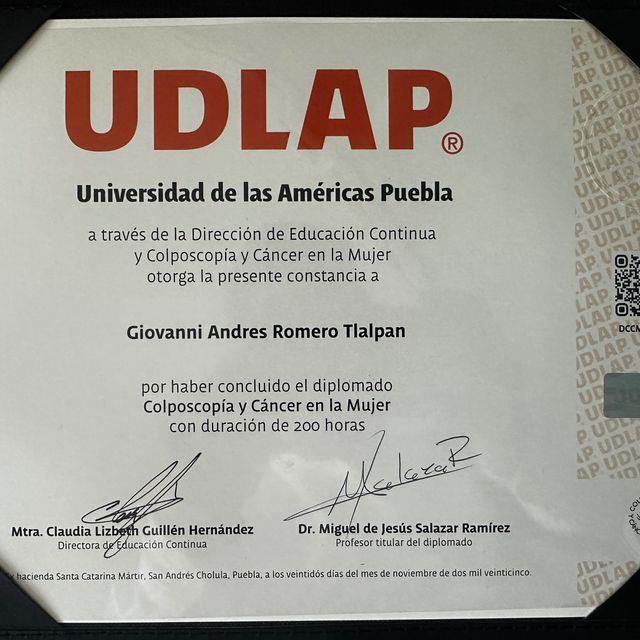 UDLAP®
Universidad de las Américas Puebla
a través de la Dirección de Educación Continua
y Colposcopía y Cáncer en la Mujer
otorga la presente constancia a
Giovanni Andres Romero Tlalpan
por haber concluido el diplomado
Colposcopía y Cáncer en la Mujer
con duración de 200 horas
Mtra. Claudia Lizbeth Guillén Hernández
Directora de Educación Continua
Dr. Miguel de Jesús Salazar Ramírez
Profesor titular del diplomado
hacienda Santa Catarina Mártir, San Andrés Cholula, Puebla, a los veintidós días del mes de noviembre de dos mil veinticinco.
DCCM